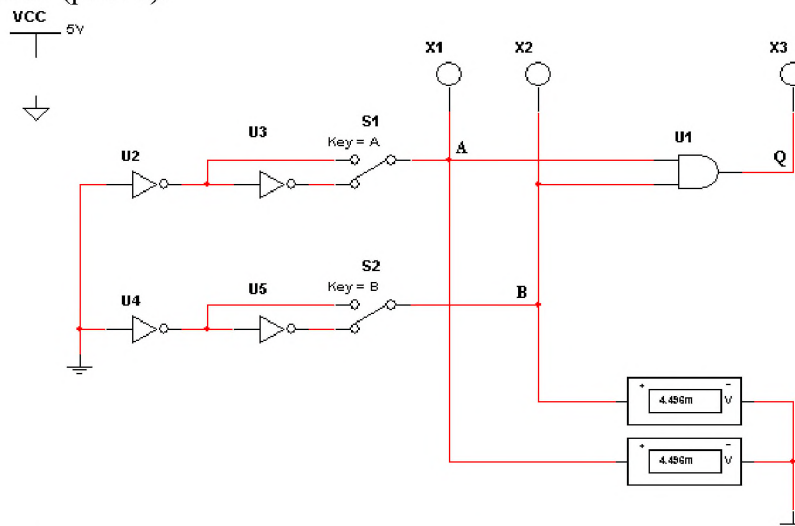 VCC
5V
X1
X2
X3
S1
Key = A
U3
U2
A
U1
Q
S2
Key = B
U5
U4
B
+
-
4.496m
V
+
-
4.496m
V